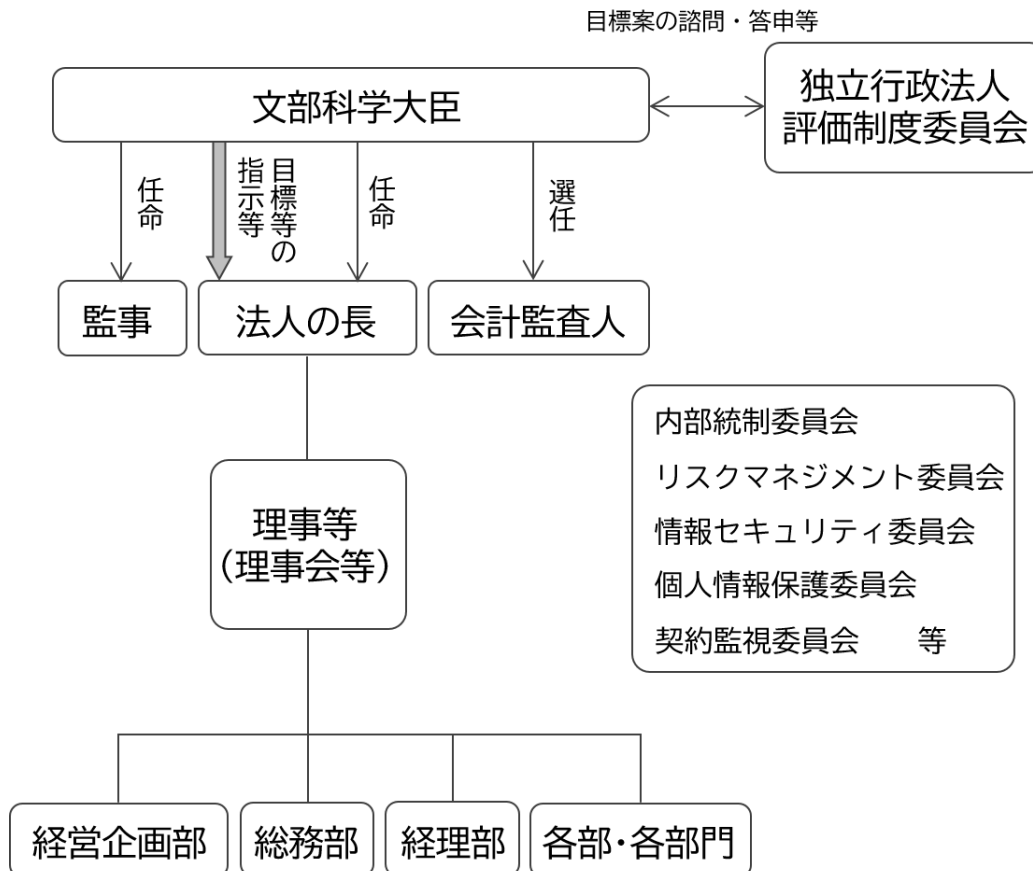 目標案の諮問・答申等
文部科学大臣
独立行政法人
評価制度委員会
任命
目標等の
指示等
任命
選任
監事
法人の長
会計監査人
内部統制委員会
リスクマネジメント委員会
情報セキュリティ委員会
個人情報保護委員会
契約監視委員会　　等
理事等
（理事会等）
経営企画部
総務部
経理部
各部・各部門